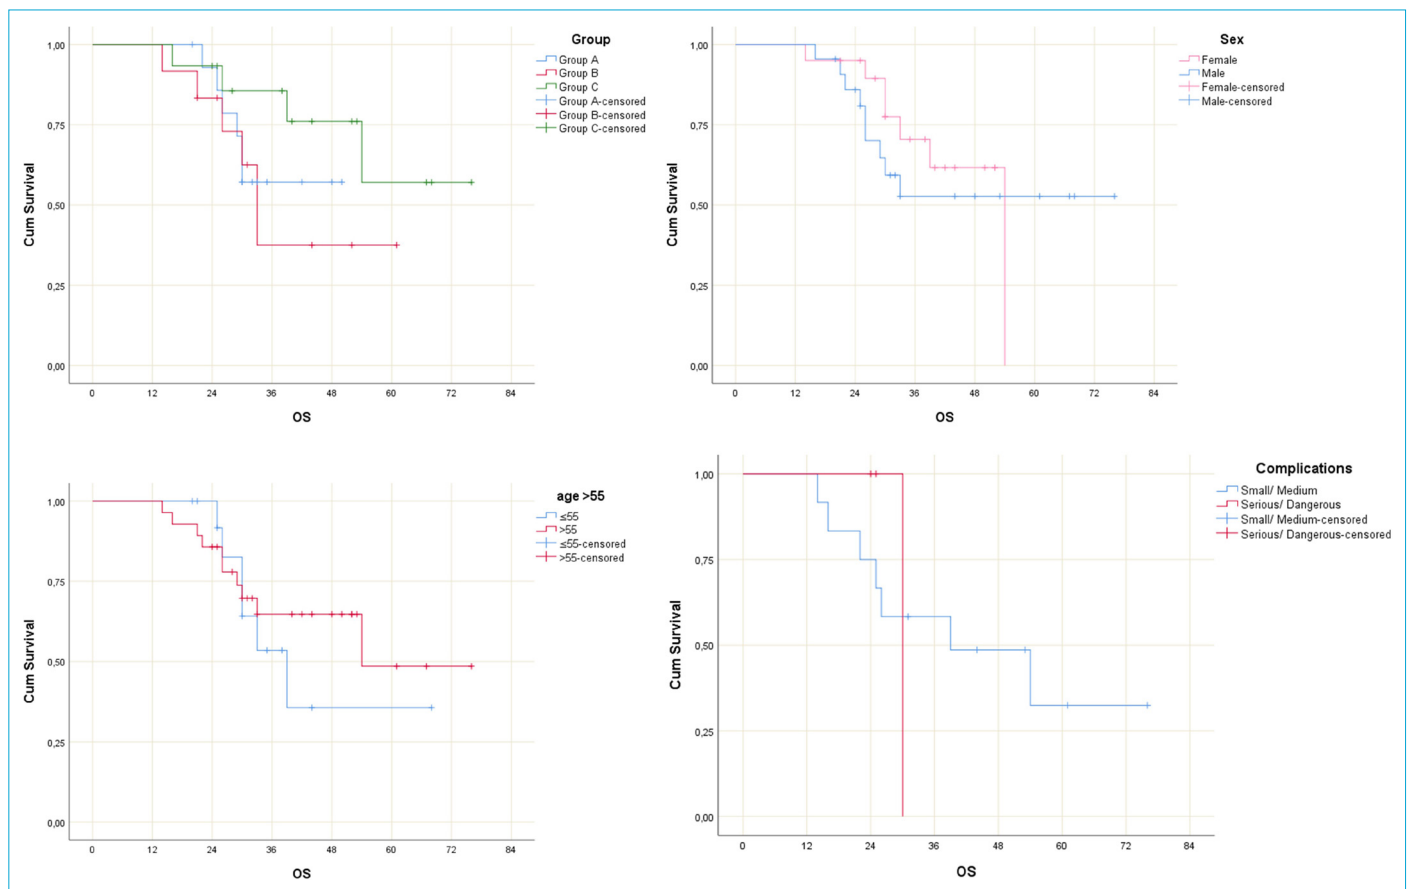 Group
Group A
Group B
Group C
Group A-censored
Group B-censored
Group C-censored
1,00
0,75
0,50
0,25
0,00
Cum Survival
0 12 24 36 48 60 72 84
OS
Sex
Female
Male
Female-censored
Male-censored
1,00
0,75
0,50
0,25
0,00
Cum Survival
0 12 24 36 48 60 72 84
OS
age >55
≤55
>55
≤55-censored
>55-censored
1,00
0,75
0,50
0,25
0,00
Cum Survival
0 12 24 36 48 60 72 84
OS
Complications
Small/ Medium
Serious/ Dangerous
Small/ Medium-censored
Serious/ Dangerous-censored
1,00
0,75
0,50
0,25
0,00
Cum Survival
0 12 24 36 48 60 72 84
OS